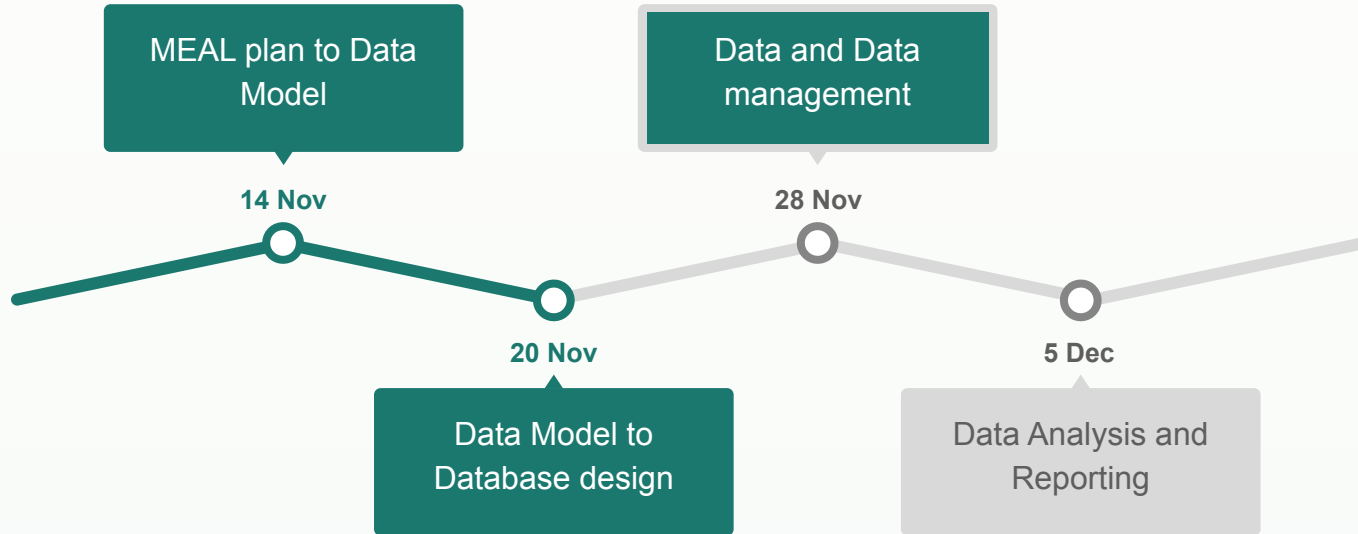 MEAL plan to Data
Model
14 Nov
20 Nov
Data Model to
Database design
Data and Data
management
28 Nov
5 Dec
Data Analysis and
Reporting